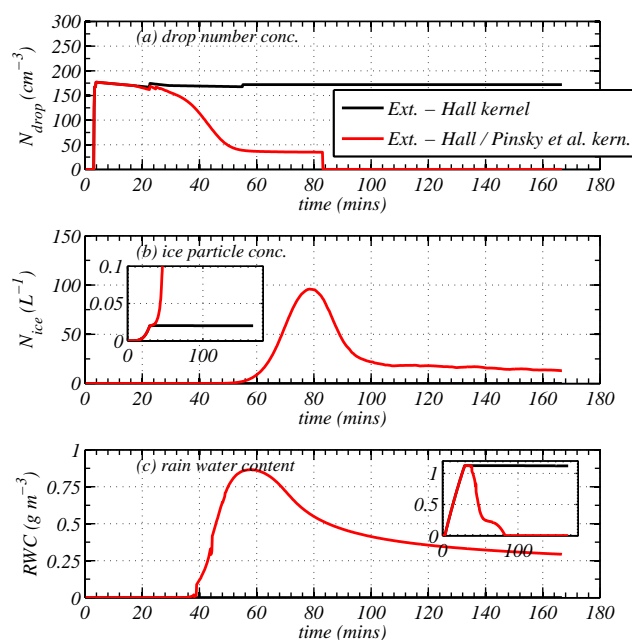 300
(a) drop number conc.
250
200
150
100
50
0
N_drop (cm^−3)
Ext. − Hall kernel
Ext. − Hall / Pinsky et al. kern.
0 20 40 60 80 100 120 140 160 180
time (mins)
150
(b) ice particle conc.
100
50
0
N_ice (L^−1)
0.1
0.05
0
0 100
0 20 40 60 80 100 120 140 160 180
time (mins)
1
(c) rain water content
0.75
0.5
0.25
0
RWC (g m^−3)
1
0.5
0
0 100
0 20 40 60 80 100 120 140 160 180
time (mins)